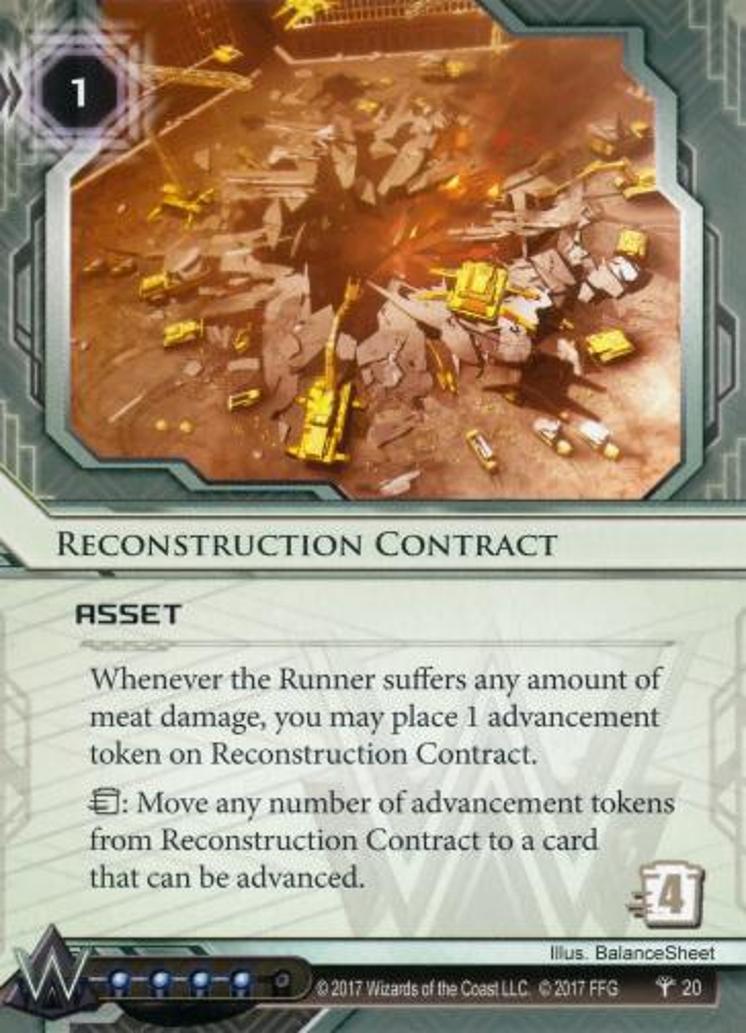 1
RECONSTRUCTION CONTRACT
ASSET
Whenever the Runner suffers any amount of
meat damage, you may place 1 advancement
token on Reconstruction Contract.
: Move any number of advancement tokens
from Reconstruction Contract to a card
that can be advanced.
4
Illus. BalanceSheet
W
© 2017 Wizards of the Coast LLC. © 2017 FFG
20